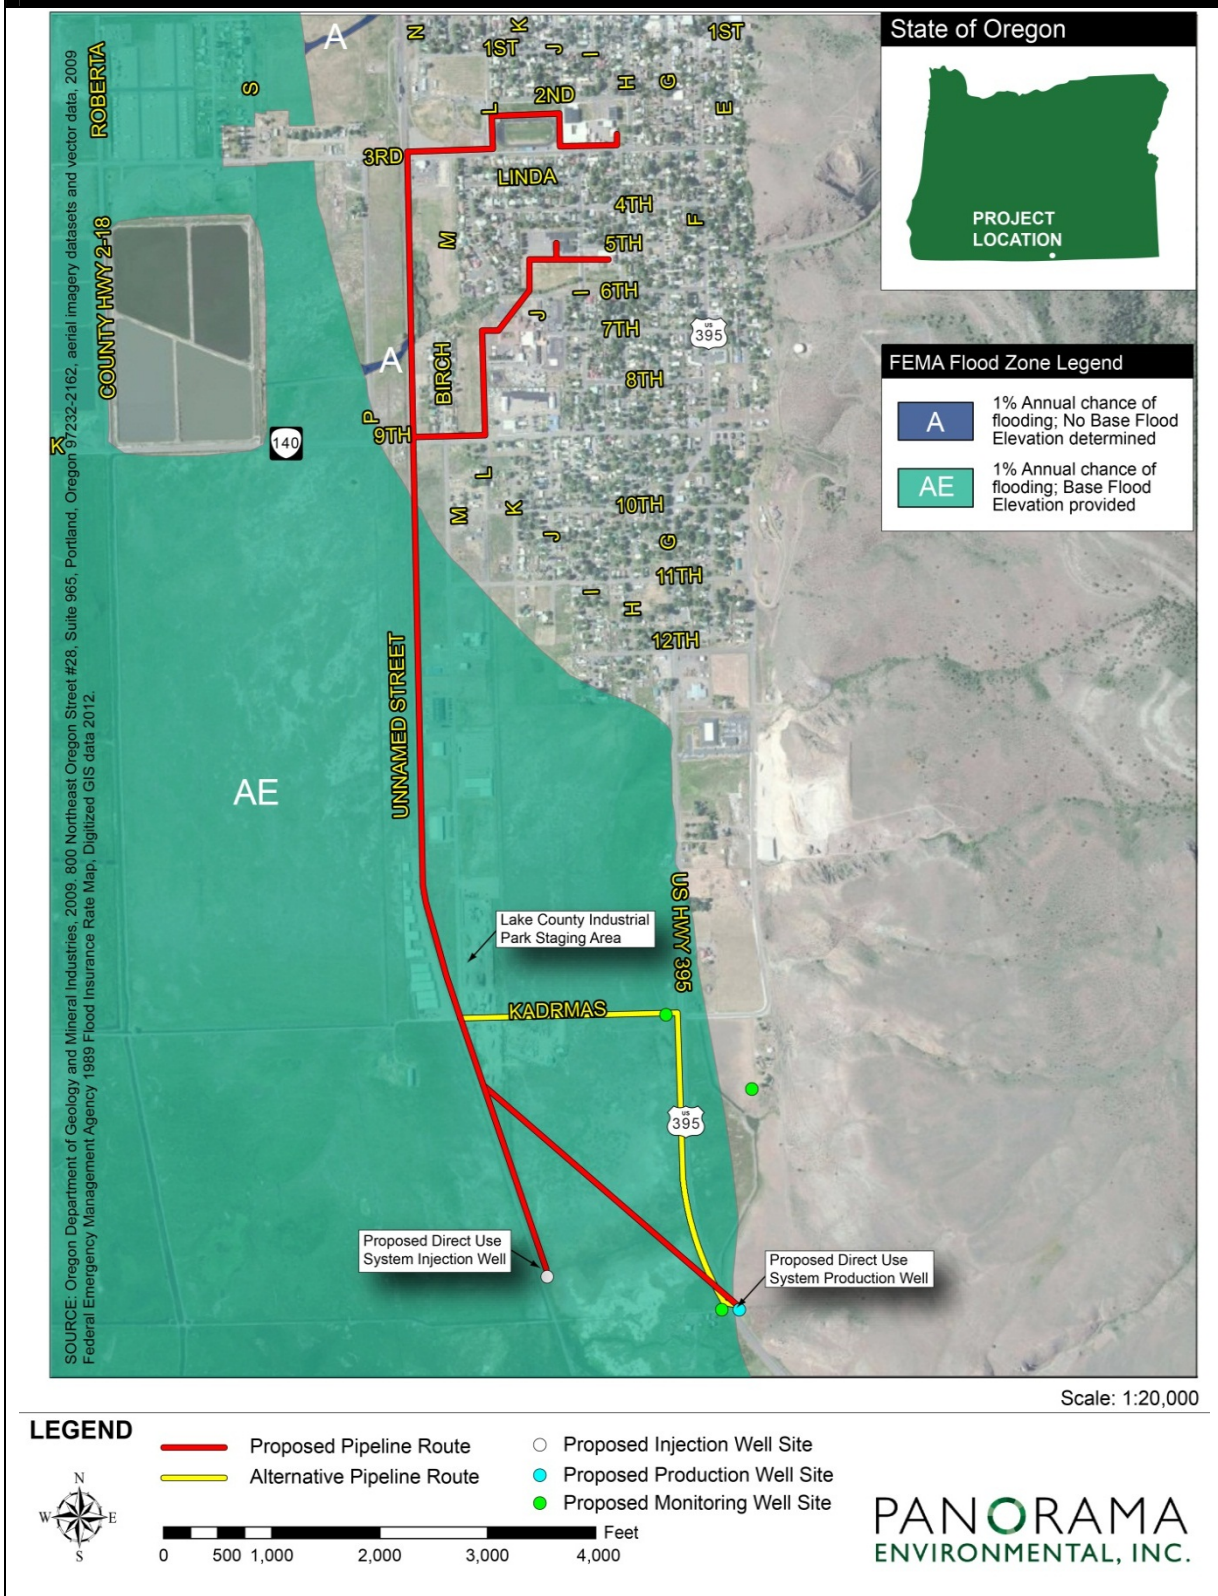 State of Oregon
PROJECT
LOCATION
FEMA Flood Zone Legend
A
1% Annual chance of
flooding; No Base Flood
Elevation determined
AE
1% Annual chance of
flooding; Base Flood
Elevation provided
SOURCE: Oregon Department of Geology and Mineral Industries, 2009. 800 Northeast Oregon Street #28, Suite 965, Portland, Oregon 97232-2162, aerial imagery datasets and vector data, 2009
Federal Emergency Management Agency 1989 Flood Insurance Rate Map, Digitized GIS data 2012.
ROBERTA
S
A
N
K
1ST
J
I
1ST
H
G
E
L
2ND
3RD
LINDA
4TH
F
M
5TH
COUNTY HWY 2-18
I
6TH
J
7TH
US
395
A
BIRCH
8TH
P
9TH
140
K
L
M
K
J
10TH
G
11TH
I
H
12TH
UNNAMED STREET
AE
US HWY 395
Lake County Industrial
Park Staging Area
KADRMAS
US
395
Proposed Direct Use
System Injection Well
Proposed Direct Use
System Production Well
Scale: 1:20,000
LEGEND
Proposed Pipeline Route
Alternative Pipeline Route
Proposed Injection Well Site
Proposed Production Well Site
Proposed Monitoring Well Site
N
W
E
S
Feet
0 500 1,000 2,000 3,000 4,000
PANORAMA
ENVIRONMENTAL, INC.